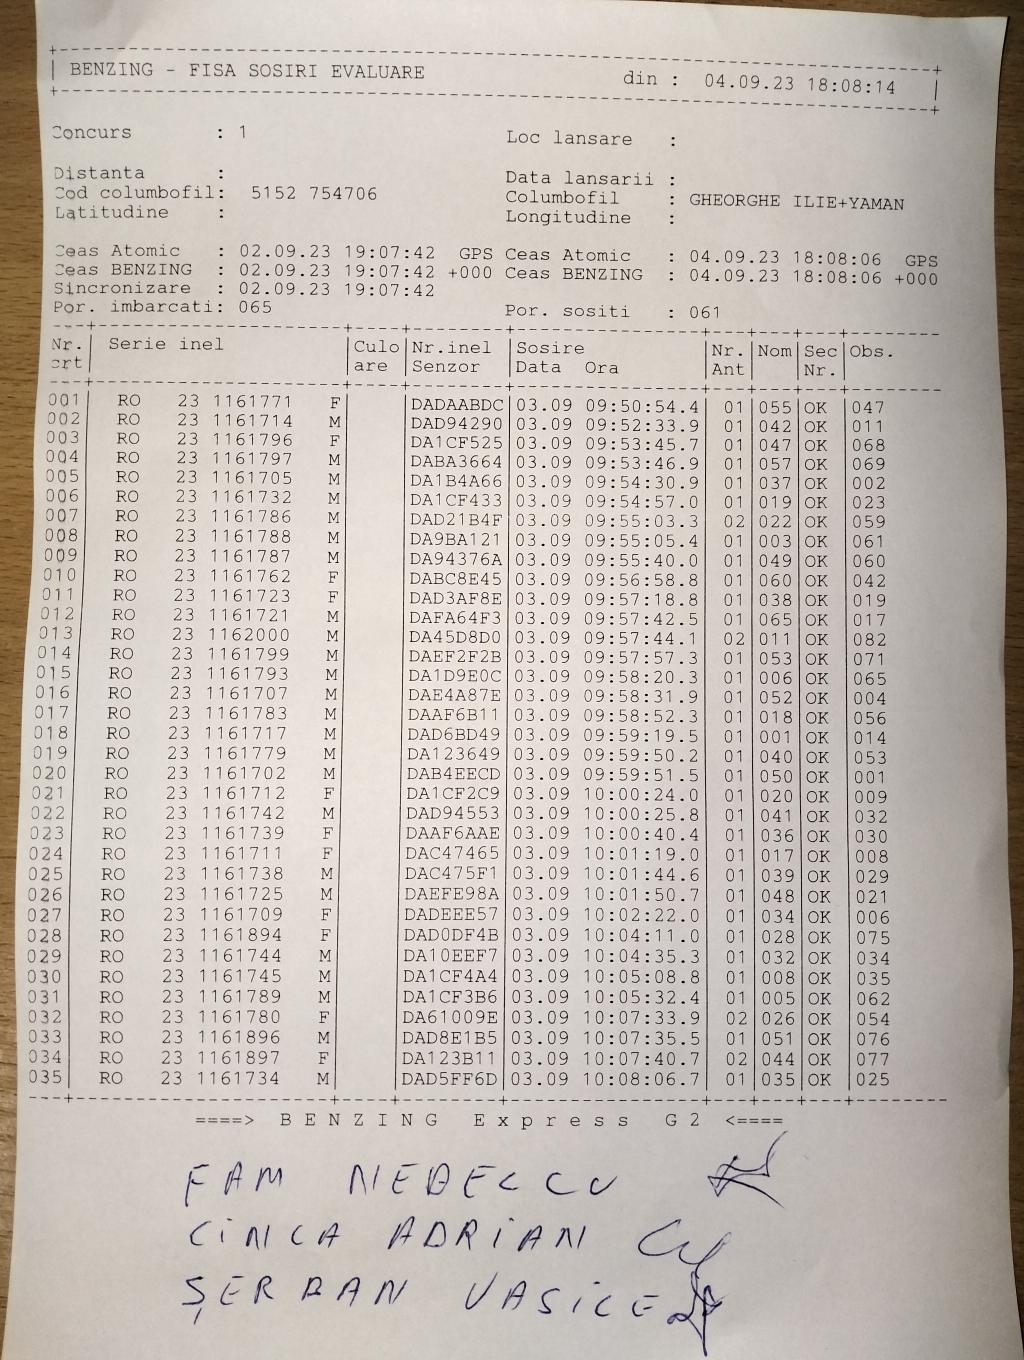 BENZING - FISA SOSIRI EVALUARE din : 04.09.23 18:08:14
Concurs : 1 Loc lansare :
Distanta : Data lansarii :
Cod columbofil: 5152 754706 Columbofil : GHEORGHE ILIE+YAMAN
Latitudine : Longitudine :
Ceas Atomic : 02.09.23 19:07:42 GPS Ceas Atomic : 04.09.23 18:08:06 GPS
Ceas BENZING : 02.09.23 19:07:42 +000 Ceas BENZING : 04.09.23 18:08:06 +000
Sincronizare : 02.09.23 19:07:42
Por. imbarcati: 065 Por. sositi : 061
Nr. Serie inel Culo Nr.inel Sosire Nr. Nom Sec Obs.
crt are Senzor Data Ora Ant Nr.
001 RO 23 1161771 F DADAABDC 03.09 09:50:54.4 01 055 OK 047
002 RO 23 1161714 M DAD94290 03.09 09:52:33.9 01 042 OK 011
003 RO 23 1161796 F DA1CF525 03.09 09:53:45.7 01 047 OK 068
004 RO 23 1161797 M DABA3664 03.09 09:53:46.9 01 057 OK 069
005 RO 23 1161705 M DA1B4A66 03.09 09:54:30.9 01 037 OK 002
006 RO 23 1161732 M DA1CF433 03.09 09:54:57.0 01 019 OK 023
007 RO 23 1161786 M DAD21B4F 03.09 09:55:03.3 02 022 OK 059
008 RO 23 1161788 M DA9BA121 03.09 09:55:05.4 01 003 OK 061
009 RO 23 1161787 M DA94376A 03.09 09:55:40.0 01 049 OK 060
010 RO 23 1161762 F DABC8E45 03.09 09:56:58.8 01 060 OK 042
011 RO 23 1161723 F DAD3AF8E 03.09 09:57:18.8 01 038 OK 019
012 RO 23 1161721 M DAFA64F3 03.09 09:57:42.5 01 065 OK 017
013 RO 23 1162000 M DA45D8D0 03.09 09:57:44.1 02 011 OK 082
014 RO 23 1161799 M DAEF2F2B 03.09 09:57:57.3 01 053 OK 071
015 RO 23 1161793 M DA1D9E0C 03.09 09:58:20.3 01 006 OK 065
016 RO 23 1161707 M DAE4A87E 03.09 09:58:31.9 01 052 OK 004
017 RO 23 1161783 M DAAF6B11 03.09 09:58:52.3 01 018 OK 056
018 RO 23 1161717 M DAD6BD49 03.09 09:59:19.5 01 001 OK 014
019 RO 23 1161779 M DA123649 03.09 09:59:50.2 01 040 OK 053
020 RO 23 1161702 M DAB4EECD 03.09 09:59:51.5 01 050 OK 001
021 RO 23 1161712 F DA1CF2C9 03.09 10:00:24.0 01 020 OK 009
022 RO 23 1161742 M DAD94553 03.09 10:00:25.8 01 041 OK 032
023 RO 23 1161739 F DAAF6AAE 03.09 10:00:40.4 01 036 OK 030
024 RO 23 1161711 F DAC47465 03.09 10:01:19.0 01 017 OK 008
025 RO 23 1161738 M DAC475F1 03.09 10:01:44.6 01 039 OK 029
026 RO 23 1161725 M DAEFE98A 03.09 10:01:50.7 01 048 OK 021
027 RO 23 1161709 F DADEEE57 03.09 10:02:22.0 01 034 OK 006
028 RO 23 1161894 F DAD0DF4B 03.09 10:04:11.0 01 028 OK 075
029 RO 23 1161744 M DA10EEF7 03.09 10:04:35.3 01 032 OK 034
030 RO 23 1161745 M DA1CF4A4 03.09 10:05:08.8 01 008 OK 035
031 RO 23 1161789 M DA1CF3B6 03.09 10:05:32.4 01 005 OK 062
032 RO 23 1161780 F DA61009E 03.09 10:07:33.9 02 026 OK 054
033 RO 23 1161896 M DAD8E1B5 03.09 10:07:35.5 01 051 OK 076
034 RO 23 1161897 F DA123B11 03.09 10:07:40.7 02 044 OK 077
035 RO 23 1161734 M DAD5FF6D 03.09 10:08:06.7 01 035 OK 025
====> BENZING Express G2 <====
FAM NEDELCU
CINCA ADRIAN
ȘERBAN VASILE